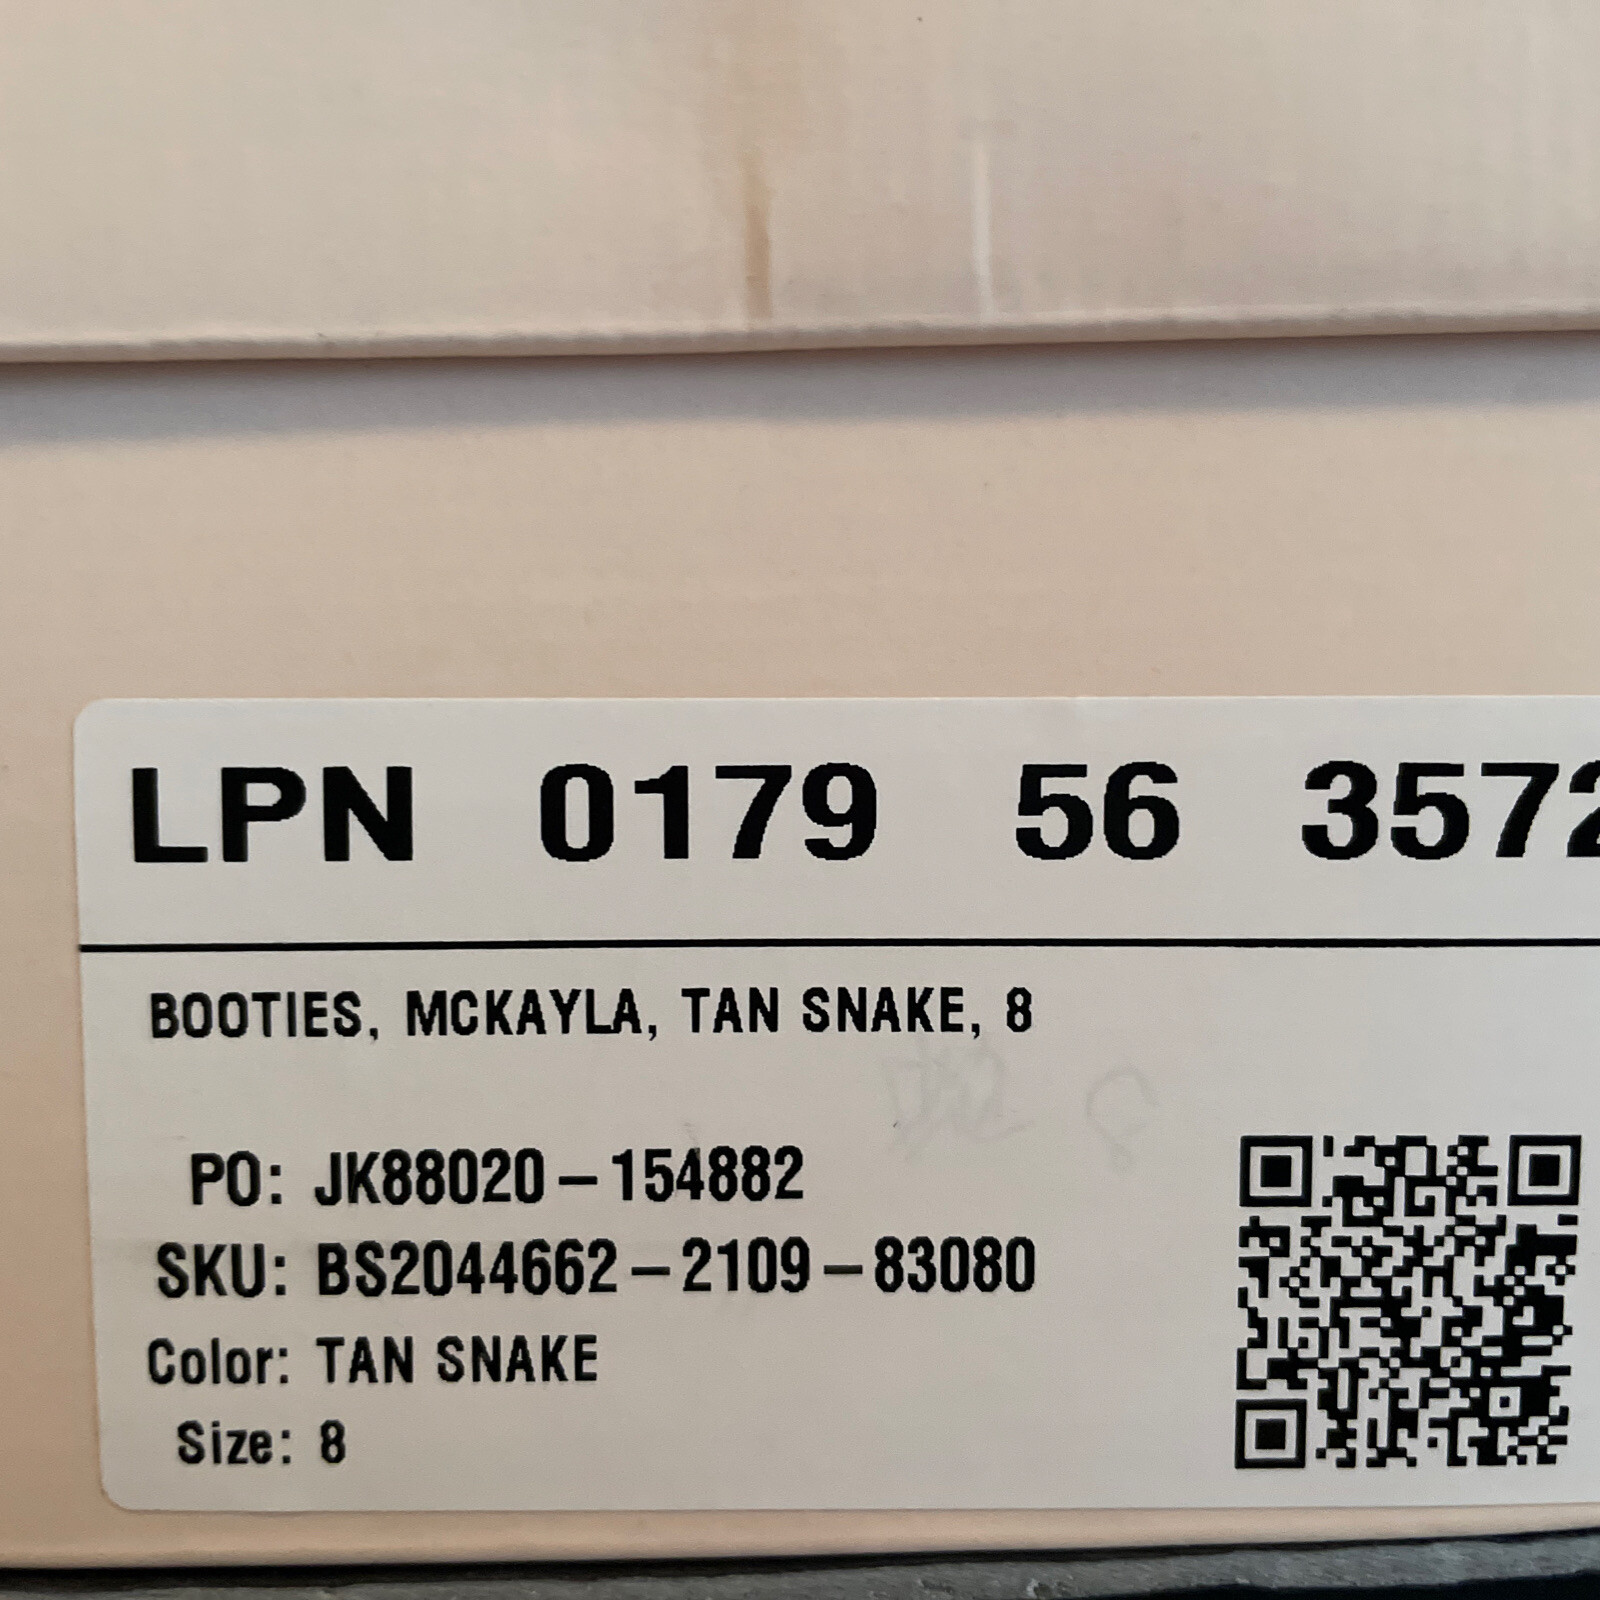 LPN 0179 56 3572
BOOTIES, MCKAYLA, TAN SNAKE, 8
PO: JK88020-154882
SKU: BS2044662-2109-83080
Color: TAN SNAKE
Size: 8